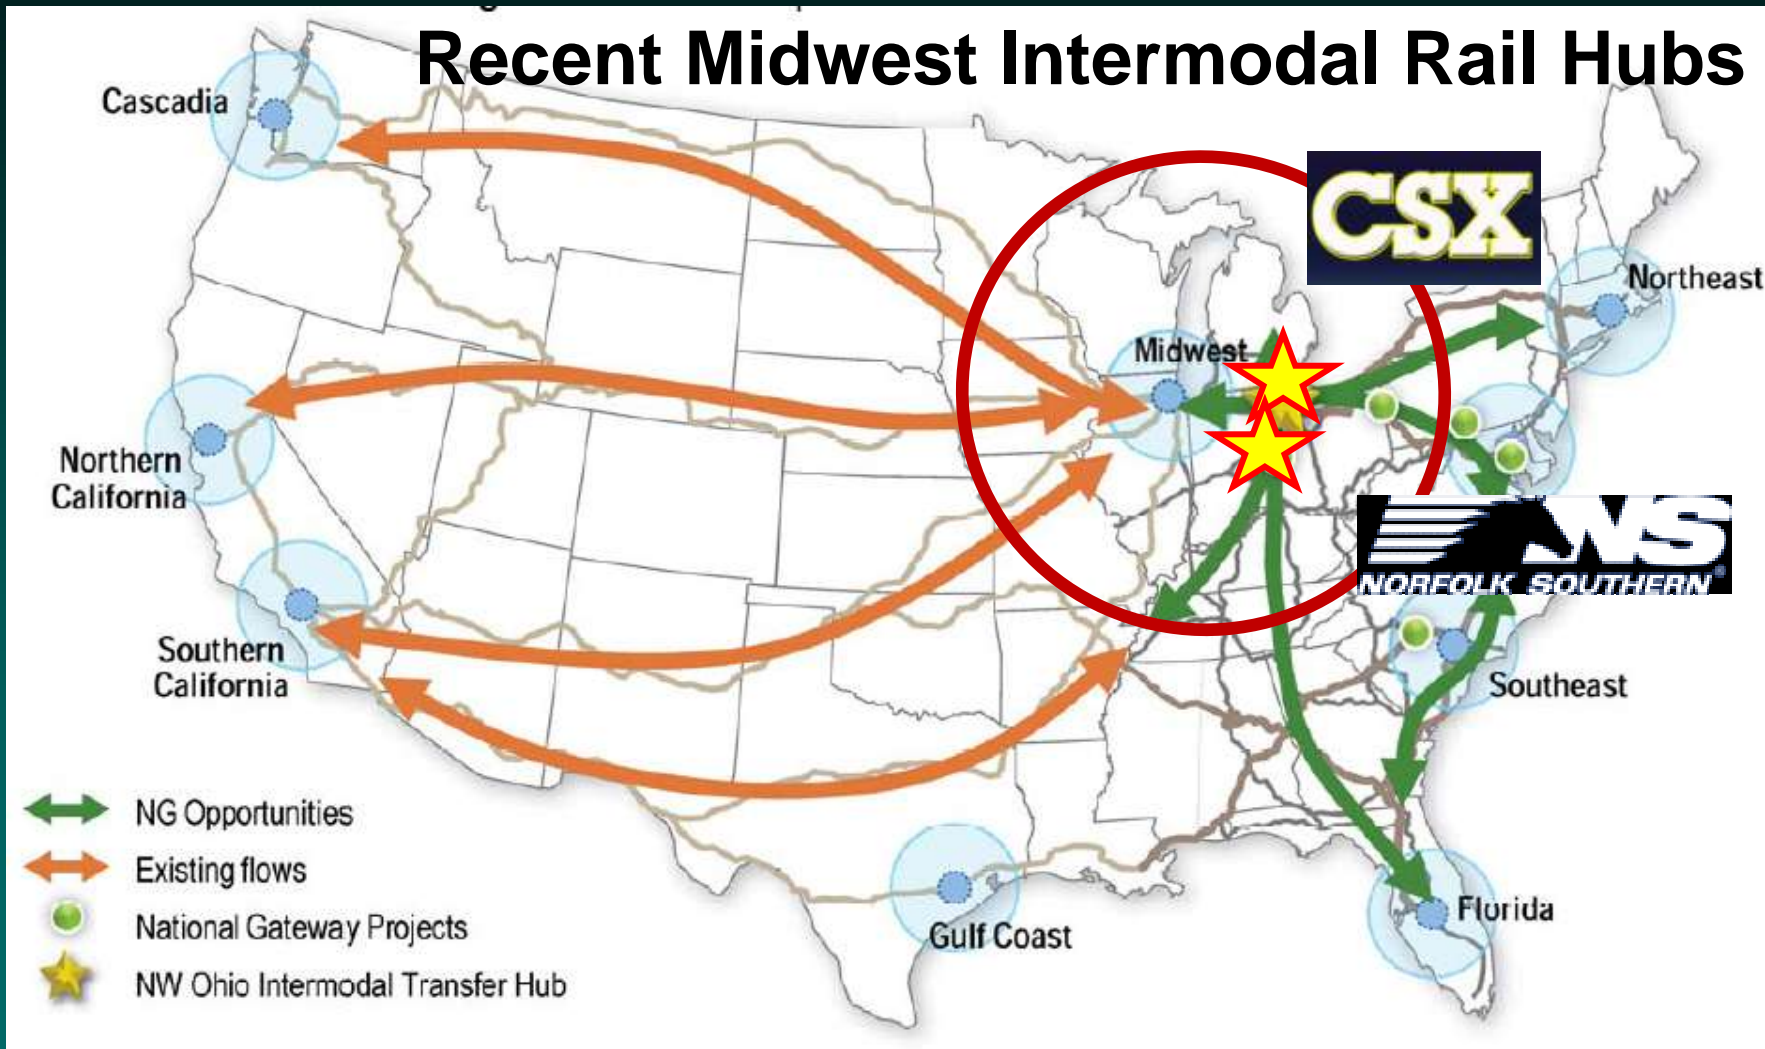 Recent Midwest Intermodal Rail Hubs
Cascadia
CSX
Northeast
Midwest
Northern
California
NS
NORFOLK SOUTHERN®
Southern
California
Southeast
NG Opportunities
Existing flows
Florida
National Gateway Projects
Gulf Coast
NW Ohio Intermodal Transfer Hub